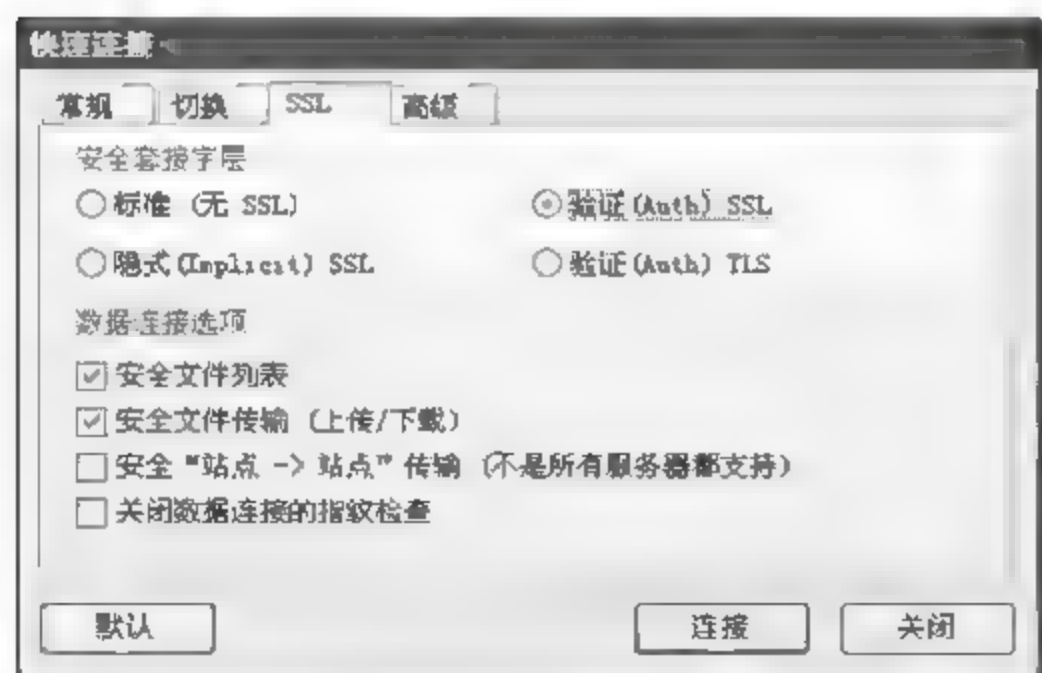 快速连接
常规 切换 SSL 高级
安全套接字层
标准 (无 SSL) 验证(Auth) SSL
隐式(Implicit) SSL 验证(Auth) TLS
数据连接选项
安全文件列表
安全文件传输 (上传/下载)
安全 "站点 -> 站点" 传输 (不是所有服务器都支持)
关闭数据连接的指纹检查
默认 连接 关闭